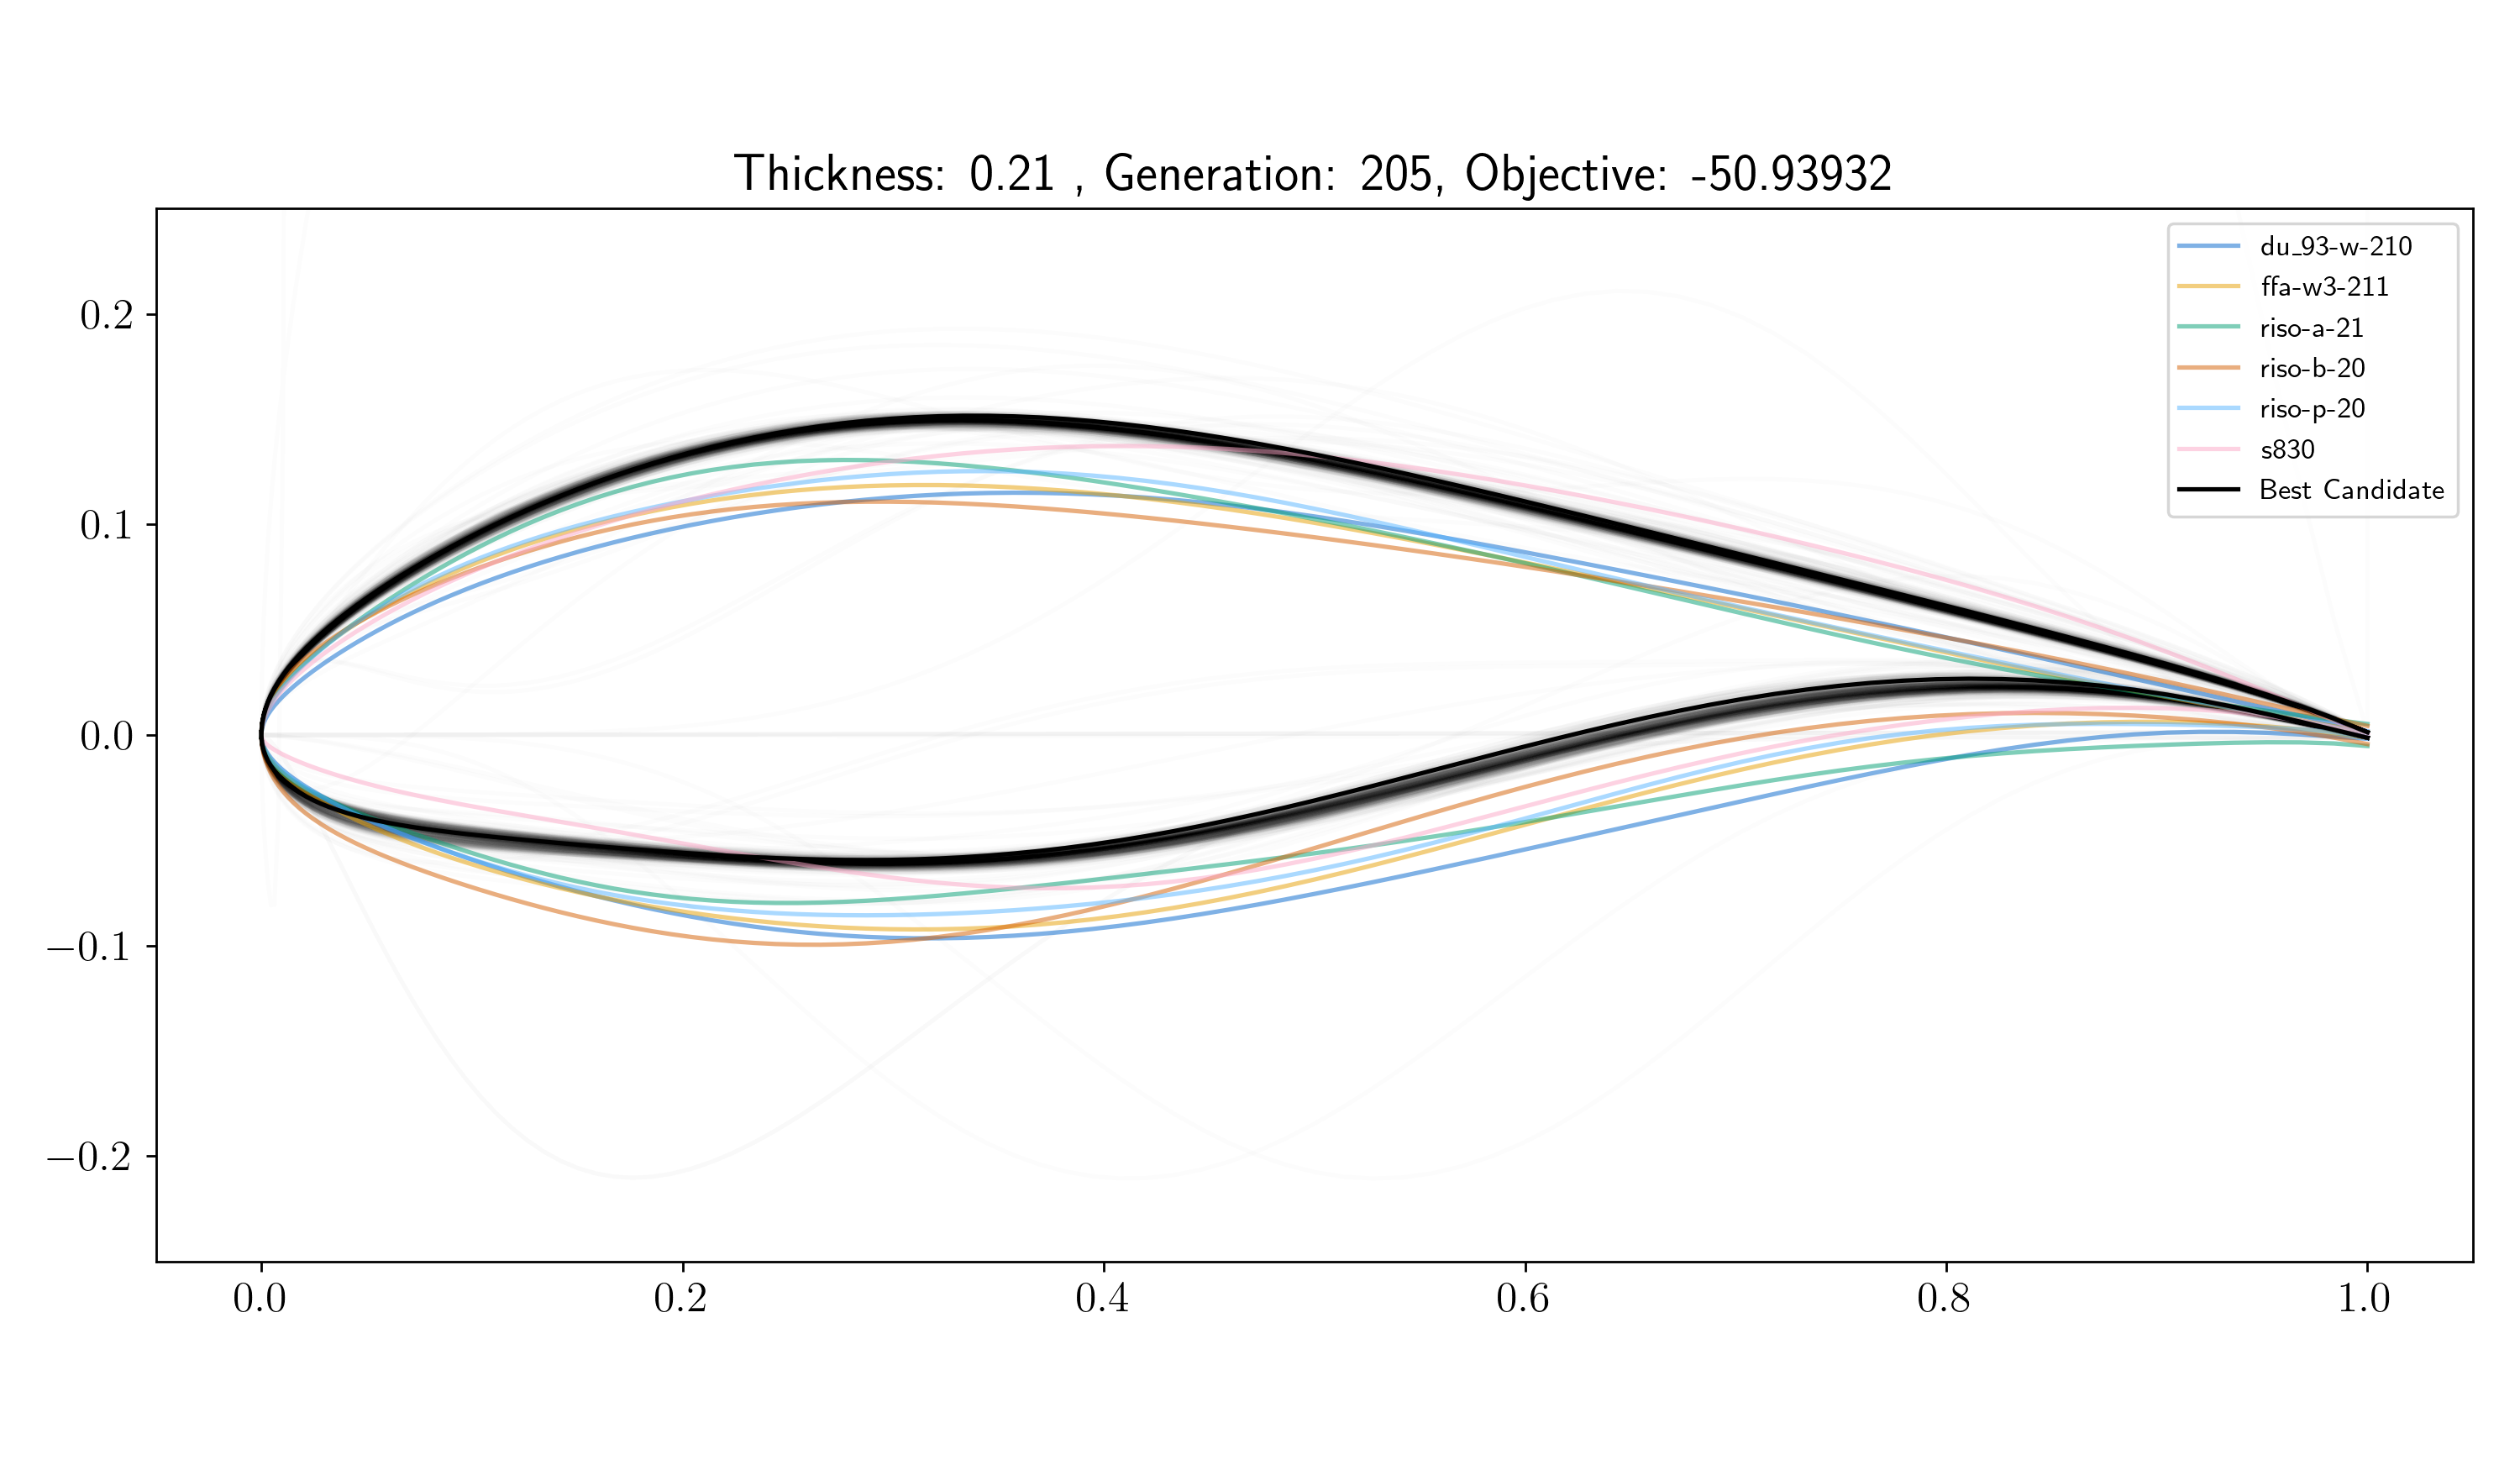 Thickness: 0.21 , Generation: 205, Objective: -50.93932
du_93-w-210
ffa-w3-211
riso-a-21
riso-b-20
riso-p-20
s830
Best Candidate
0.2
0.1
0.0
−0.1
−0.2
0.0 0.2 0.4 0.6 0.8 1.0